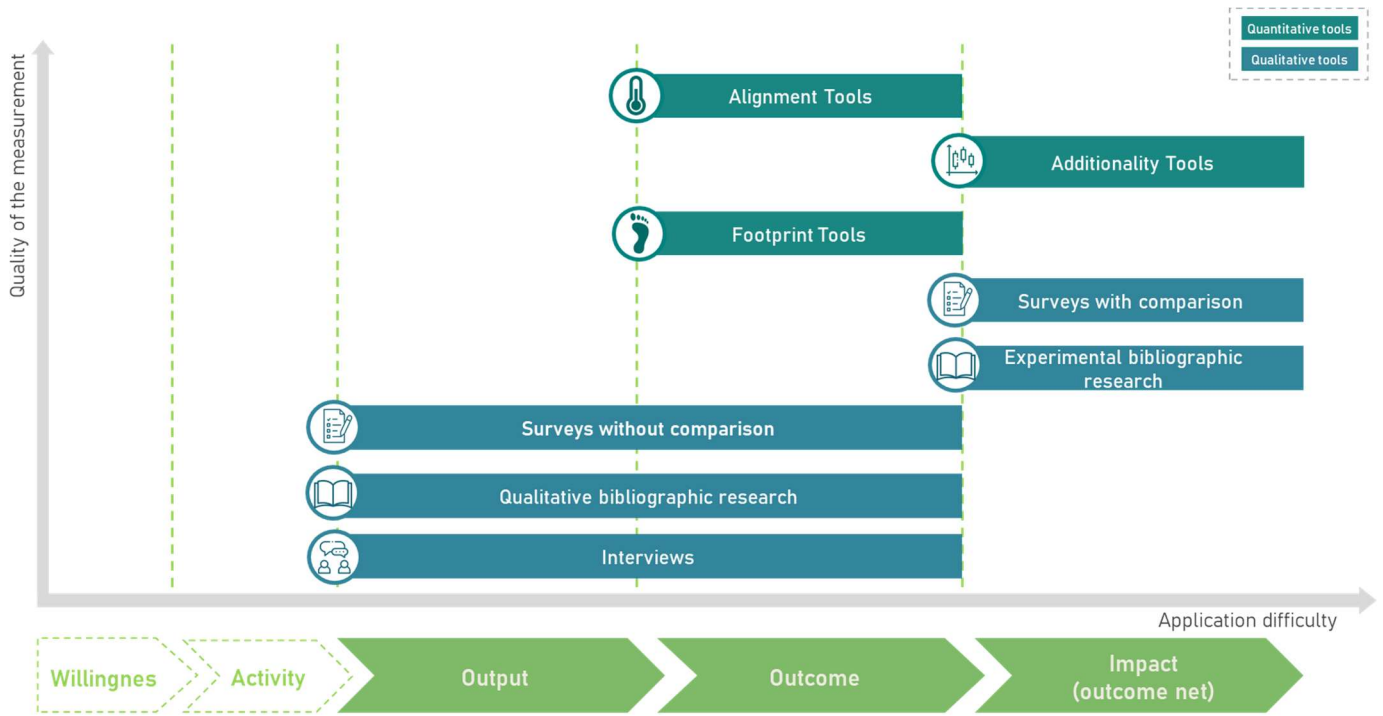 Quantitative tools
Qualitative tools
Quality of the measurement
Alignment Tools
Additionality Tools
Footprint Tools
Surveys with comparison
Experimental bibliographic
research
Surveys without comparison
Qualitative bibliographic research
Interviews
Application difficulty
Willingnes
Activity
Output
Outcome
Impact
(outcome net)